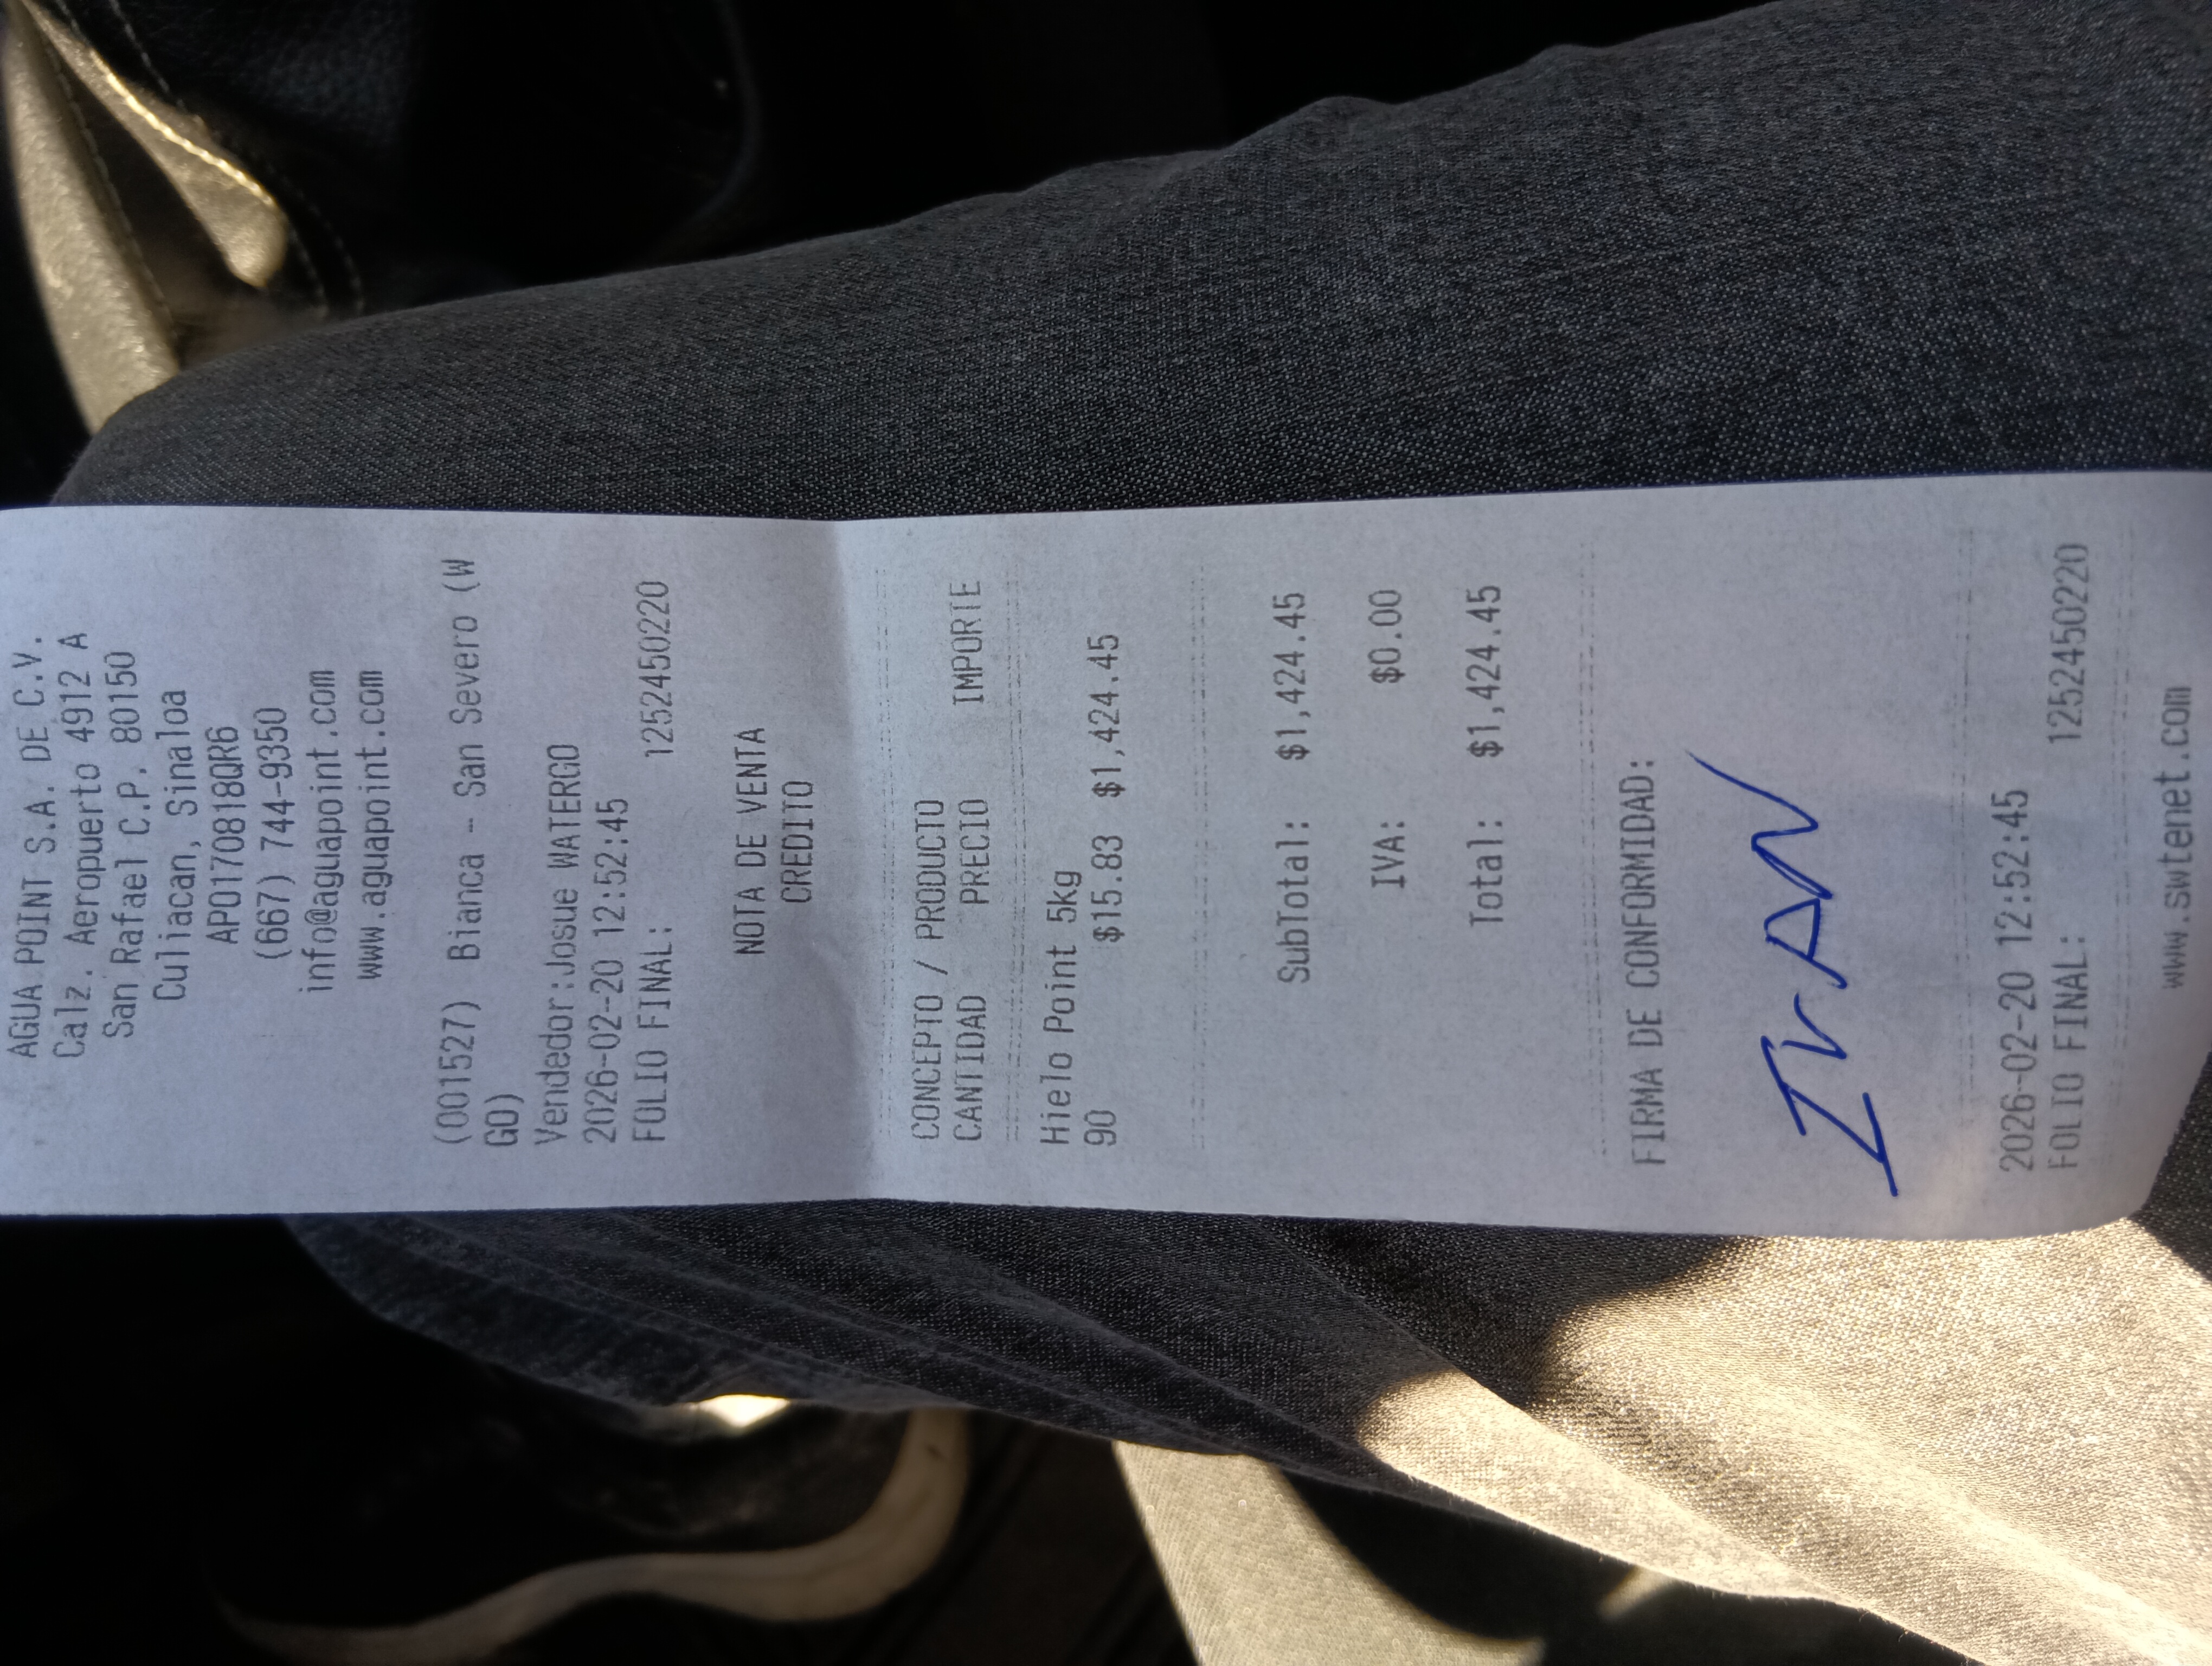 AGUA POINT S.A. DE C.V.
Calz. Aeropuerto 4912 A
San Rafael C.P. 80150
Culiacan, Sinaloa
APO170818QR6
(667) 744-9350
info@aguapoint.com
www.aguapoint.com
(001527) Bianca - San Severo (W
GO)
Vendedor:Josue WATERGO
2026-02-20 12:52:45
FOLIO FINAL: 1252450220
NOTA DE VENTA
CREDITO
CONCEPTO / PRODUCTO
CANTIDAD PRECIO IMPORTE
Hielo Point 5kg
90 $15.83 $1,424.45
SubTotal: $1,424.45
IVA: $0.00
Total: $1,424.45
FIRMA DE CONFORMIDAD:
IVAN
2026-02-20 12:52:45
FOLIO FINAL: 1252450220
www.swtenet.com